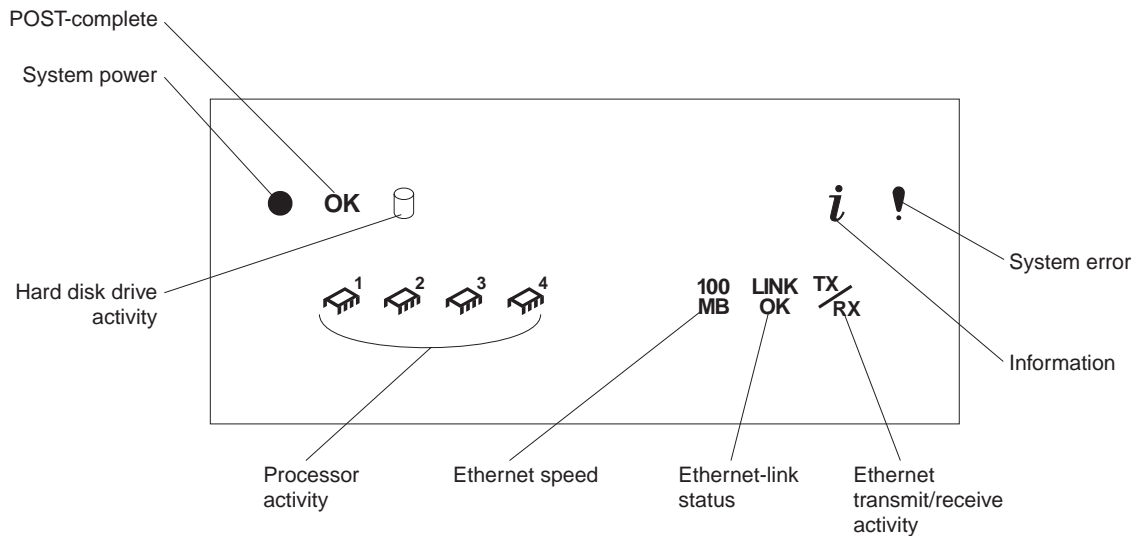 POST-complete
System power
OK
i
!
System error
Hard disk drive
activity
1
2
3
4
100
MB
LINK
OK
TX
RX
Information
Processor
activity
Ethernet speed
Ethernet-link
status
Ethernet
transmit/receive
activity